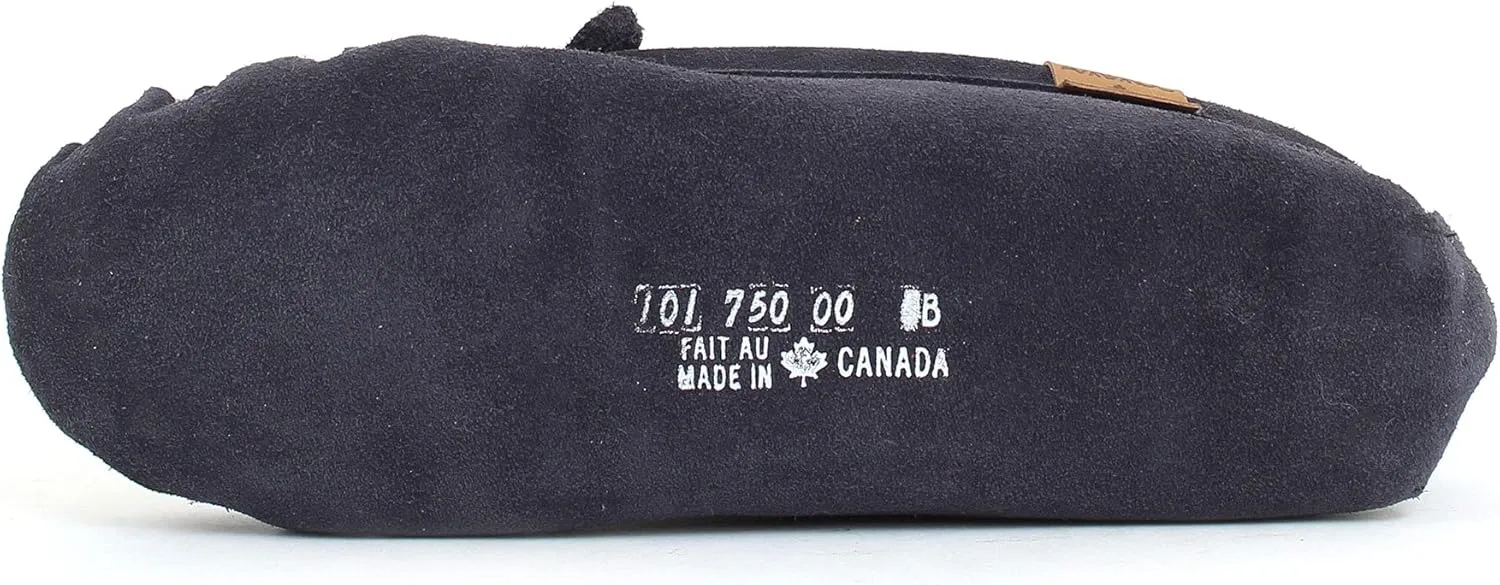 101 750 00 B
FAIT AU
MADE IN CANADA